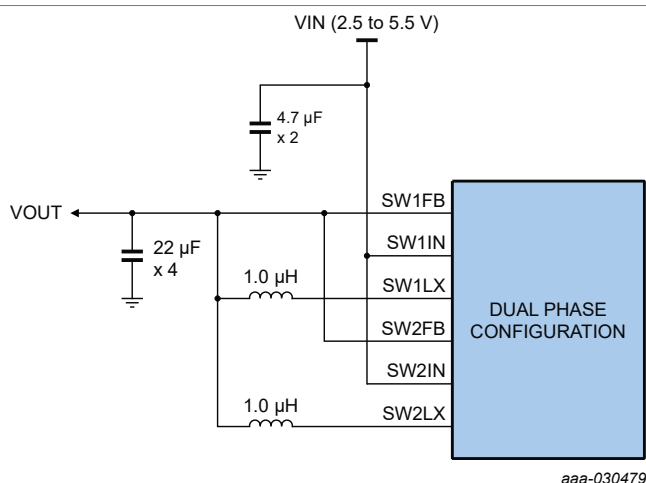 VIN (2.5 to 5.5 V)
4.7 µF
x 2
VOUT
22 µF
x 4
SW1FB
SW1IN
1.0 µH
SW1LX
SW2FB
SW2IN
1.0 µH
SW2LX
DUAL PHASE
CONFIGURATION
aaa-030479